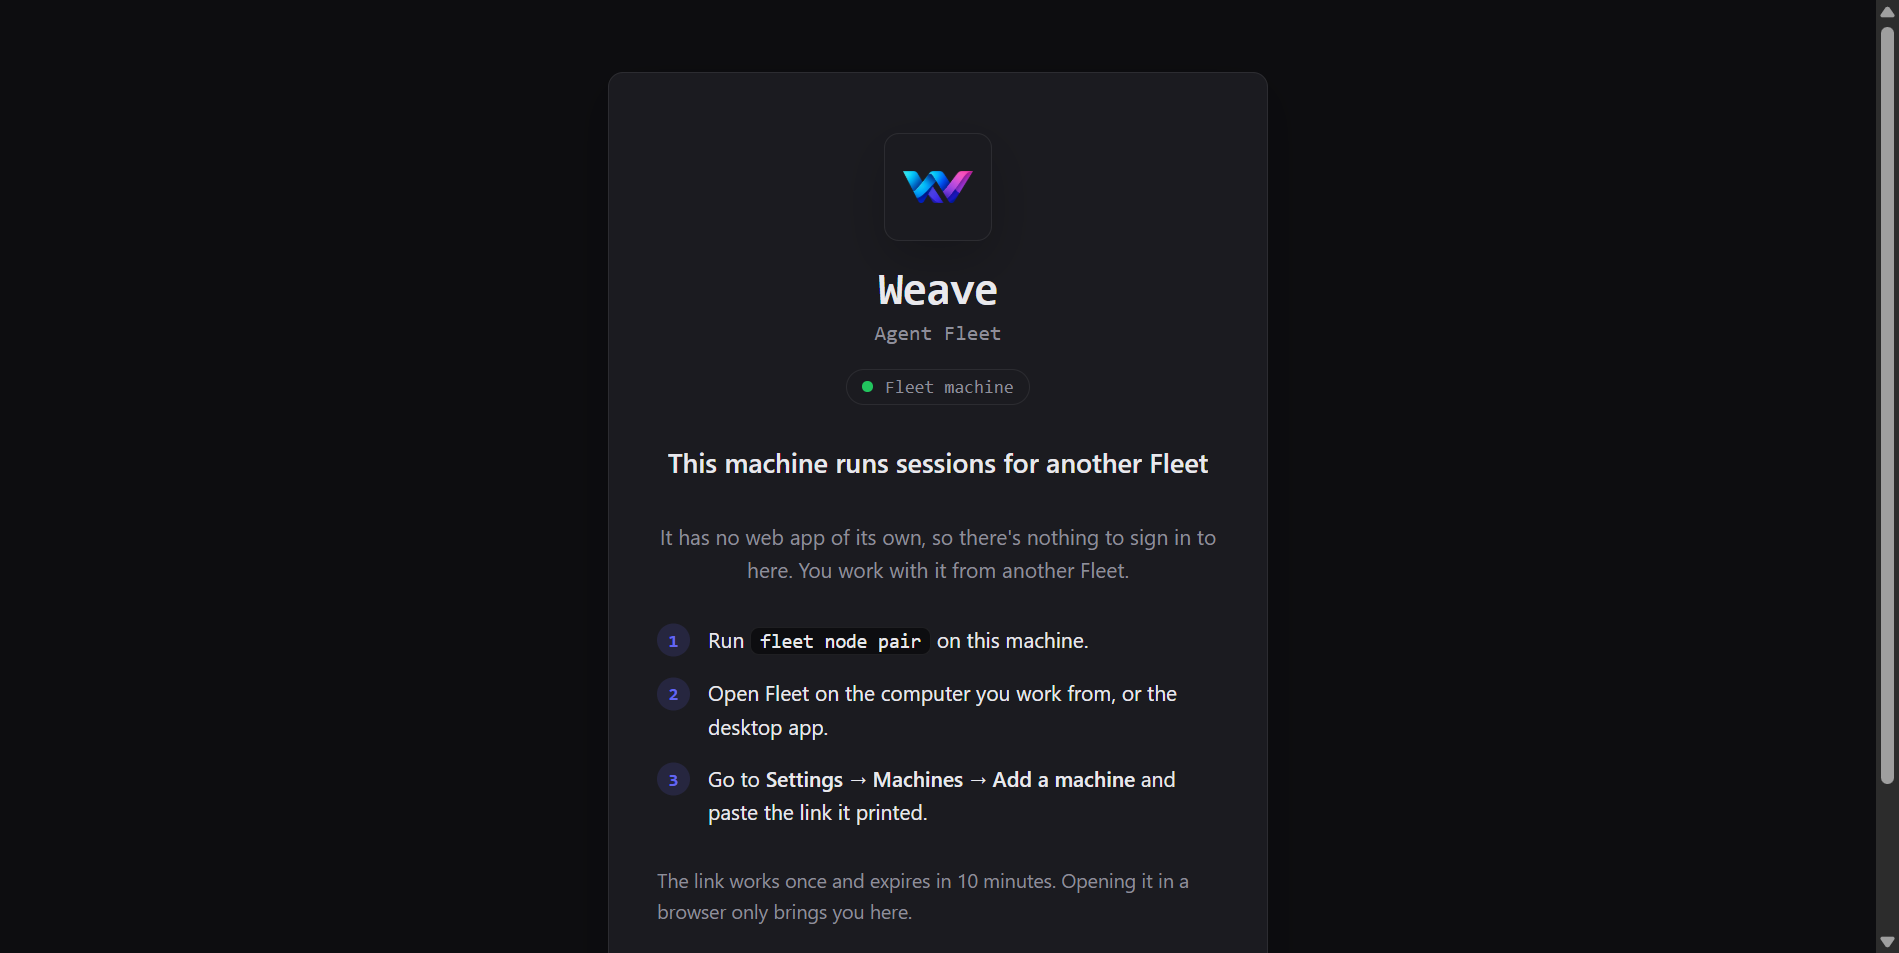 Weave
Agent Fleet
Fleet machine
This machine runs sessions for another Fleet
It has no web app of its own, so there's nothing to sign in to
here. You work with it from another Fleet.
1 Run fleet node pair on this machine.
2 Open Fleet on the computer you work from, or the
desktop app.
3 Go to Settings → Machines → Add a machine and
paste the link it printed.
The link works once and expires in 10 minutes. Opening it in a
browser only brings you here.